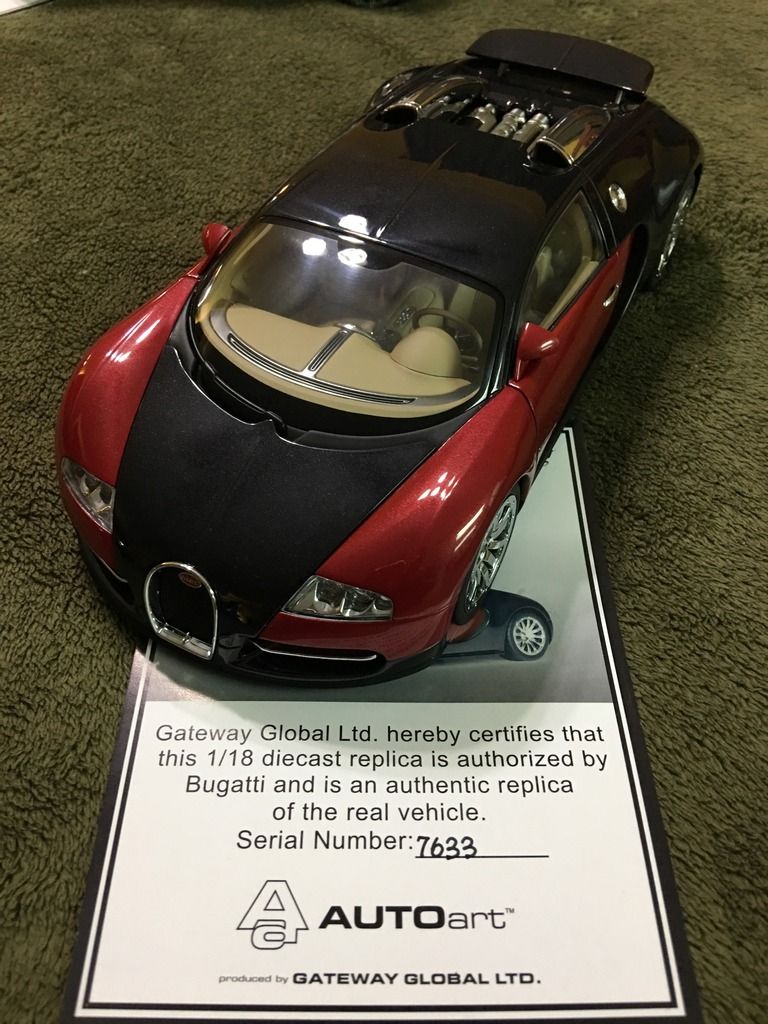 Gateway Global Ltd. hereby certifies that
this 1/18 diecast replica is authorized by
Bugatti and is an authentic replica
of the real vehicle.
Serial Number: 7633
AUTOart™
produced by GATEWAY GLOBAL LTD.